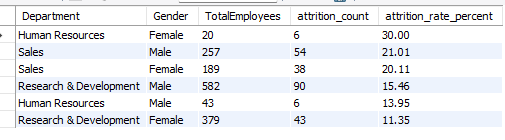 Department Gender TotalEmployees attrition_count attrition_rate_percent
Human Resources Female 20 6 30.00
Sales Male 257 54 21.01
Sales Female 189 38 20.11
Research & Development Male 582 90 15.46
Human Resources Male 43 6 13.95
Research & Development Female 379 43 11.35